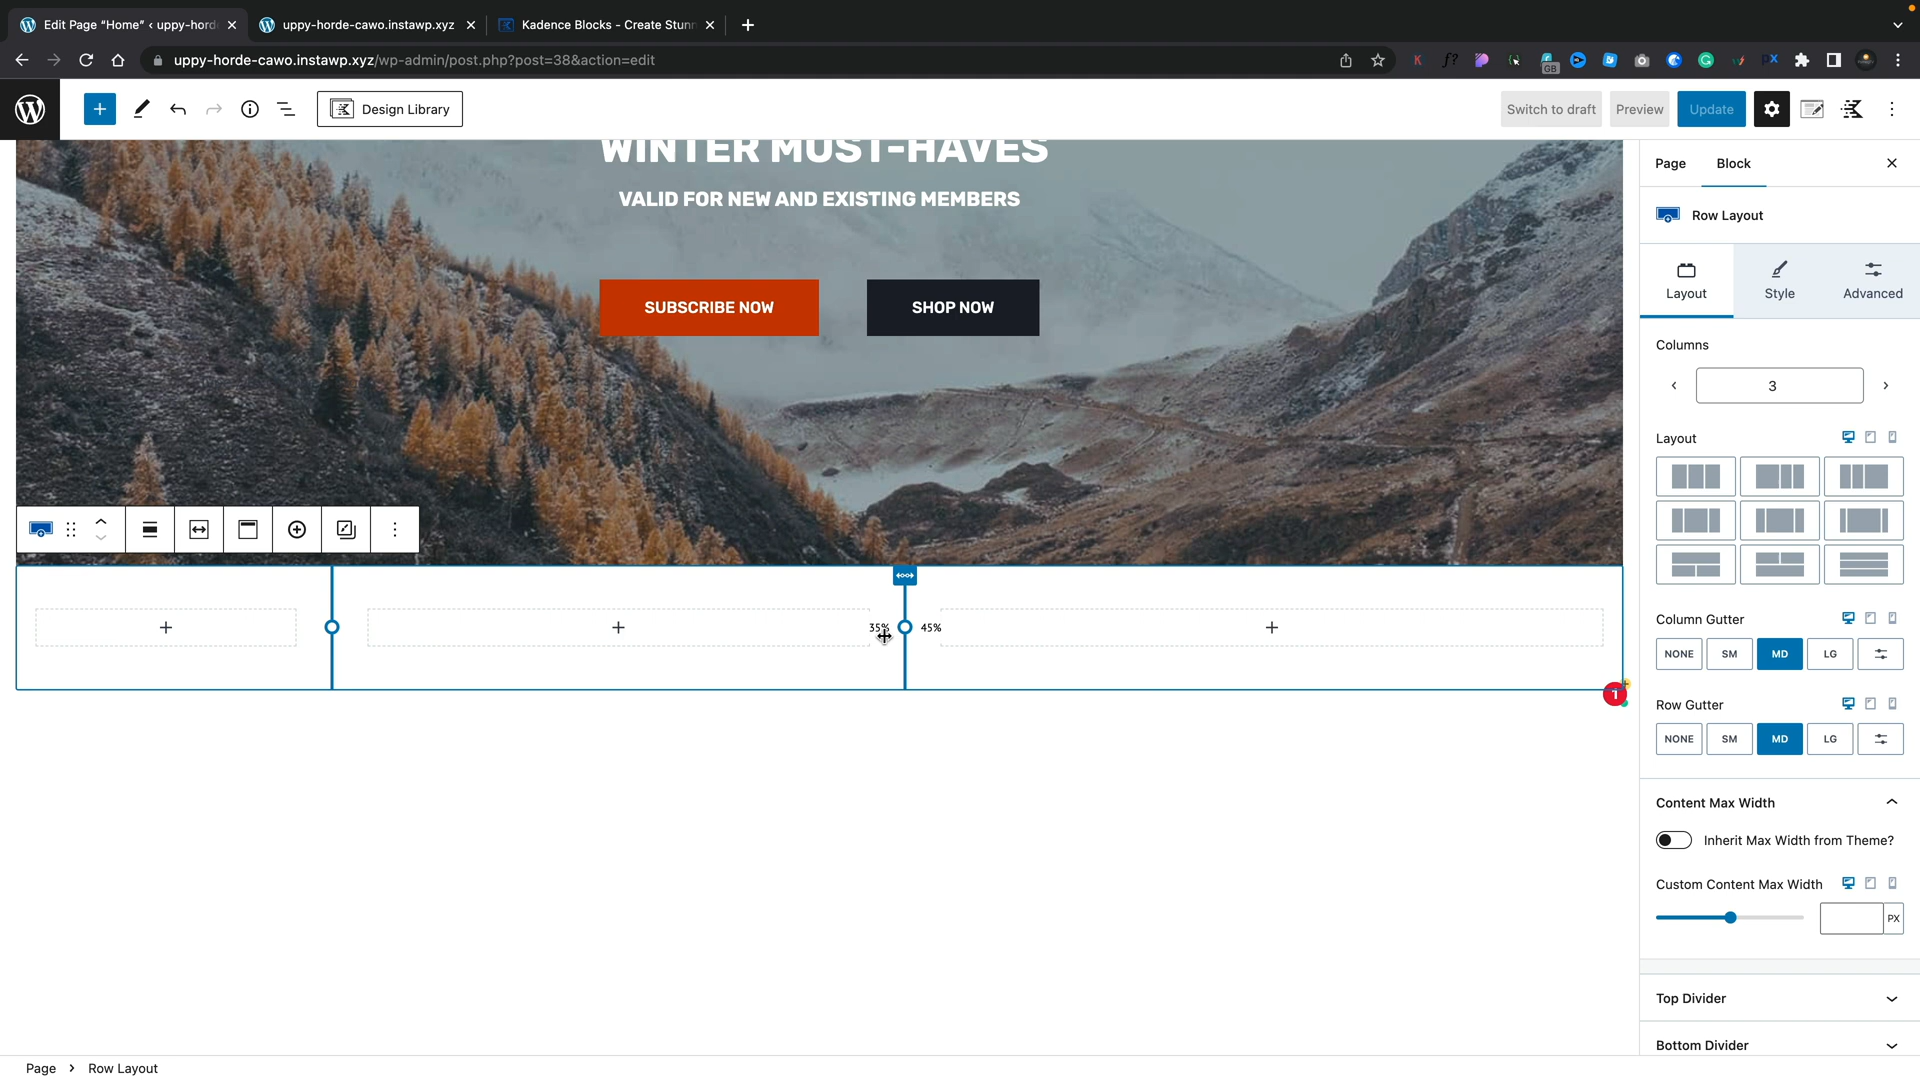 Edit Page “Home” ‹ uppy-hord
uppy-horde-cawo.instawp.xyz
Kadence Blocks - Create Stunn
uppy-horde-cawo.instawp.xyz/wp-admin/post.php?post=38&action=edit
Design Library
Switch to draft
Preview
Update
WINTER MUST-HAVES
VALID FOR NEW AND EXISTING MEMBERS
SUBSCRIBE NOW
SHOP NOW
35%
45%
1
Page
Block
Row Layout
Layout
Style
Advanced
Columns
3
Layout
Column Gutter
NONE
SM
MD
LG
Row Gutter
NONE
SM
MD
LG
Content Max Width
Inherit Max Width from Theme?
Custom Content Max Width
PX
Top Divider
Bottom Divider
Page
Row Layout